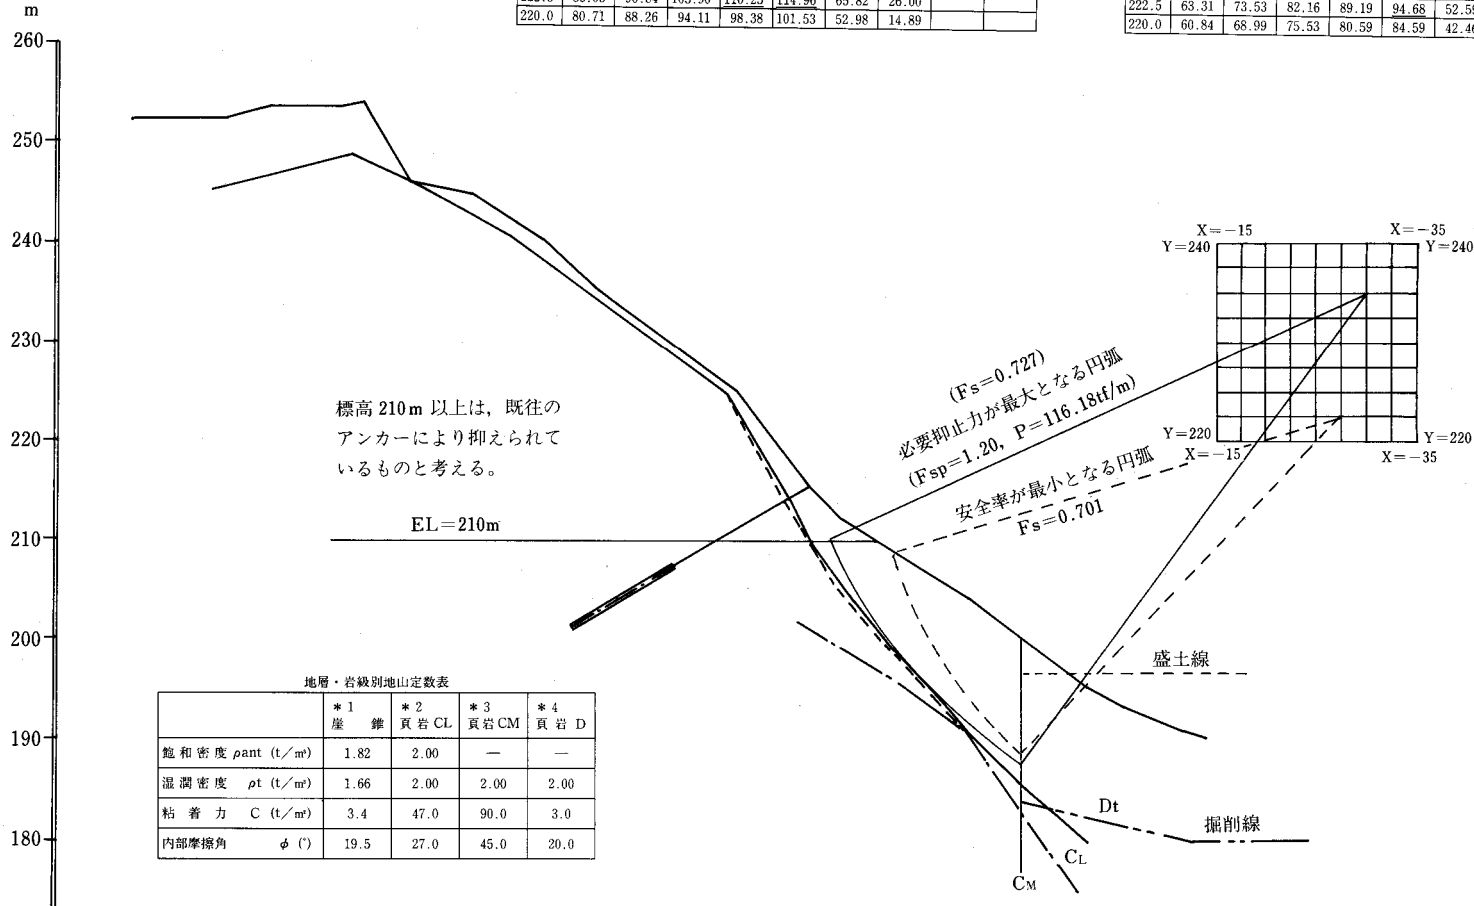 m
220.0 80.71 88.26 94.11 98.38 101.53 52.98 14.89
222.5 63.31 73.53 82.16 89.19 94.68 52.59
220.0 60.84 68.99 75.53 80.59 84.59 42.46
260
250
240
230
220
210
200
190
180
X=-15 X=-35
Y=240 Y=240
Y=220 Y=220
X=-15 X=-35
(Fs=0.727)
必要抑止力が最大となる円弧
(Fsp=1.20, P=116.18tf/m)
安全率が最小となる円弧
Fs=0.701
標高210m以上は，既往の
アンカーにより抑えられて
いるものと考える。
EL=210m
盛土線
Dt
掘削線
CL
CM
地層・岩級別地山定数表
*1 *2 *3 *4
崖錐 頁岩CL 頁岩CM 頁岩D
飽和密度 ρant (t/m³) 1.82 2.00 — —
湿潤密度 ρt (t/m³) 1.66 2.00 2.00 2.00
粘着力 C (t/m²) 3.4 47.0 90.0 3.0
内部摩擦角 φ (°) 19.5 27.0 45.0 20.0